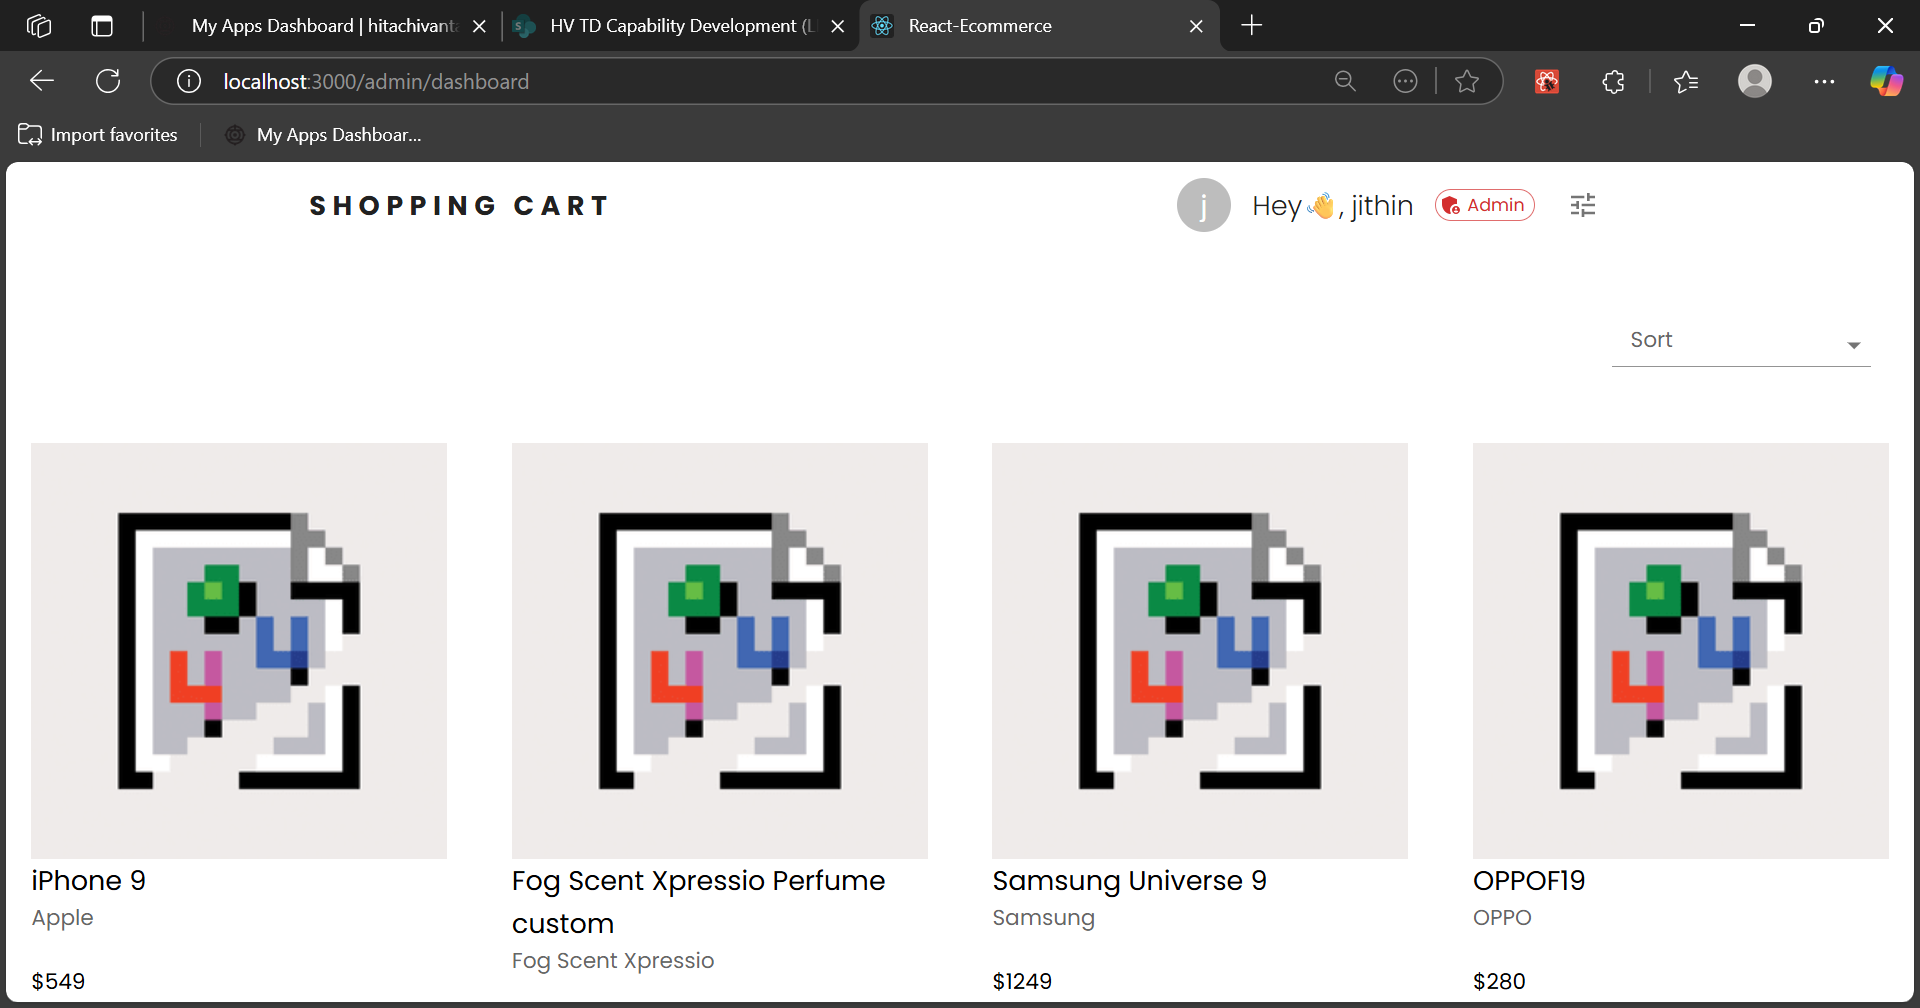 My Apps Dashboard | hitachivanta
HV TD Capability Development (L
React-Ecommerce
localhost:3000/admin/dashboard
Import favorites
My Apps Dashboar...
SHOPPING CART
j
Hey👋, jithin
Admin
Sort
iPhone 9
Apple
$549
Fog Scent Xpressio Perfume
custom
Fog Scent Xpressio
Samsung Universe 9
Samsung
$1249
OPPOF19
OPPO
$280